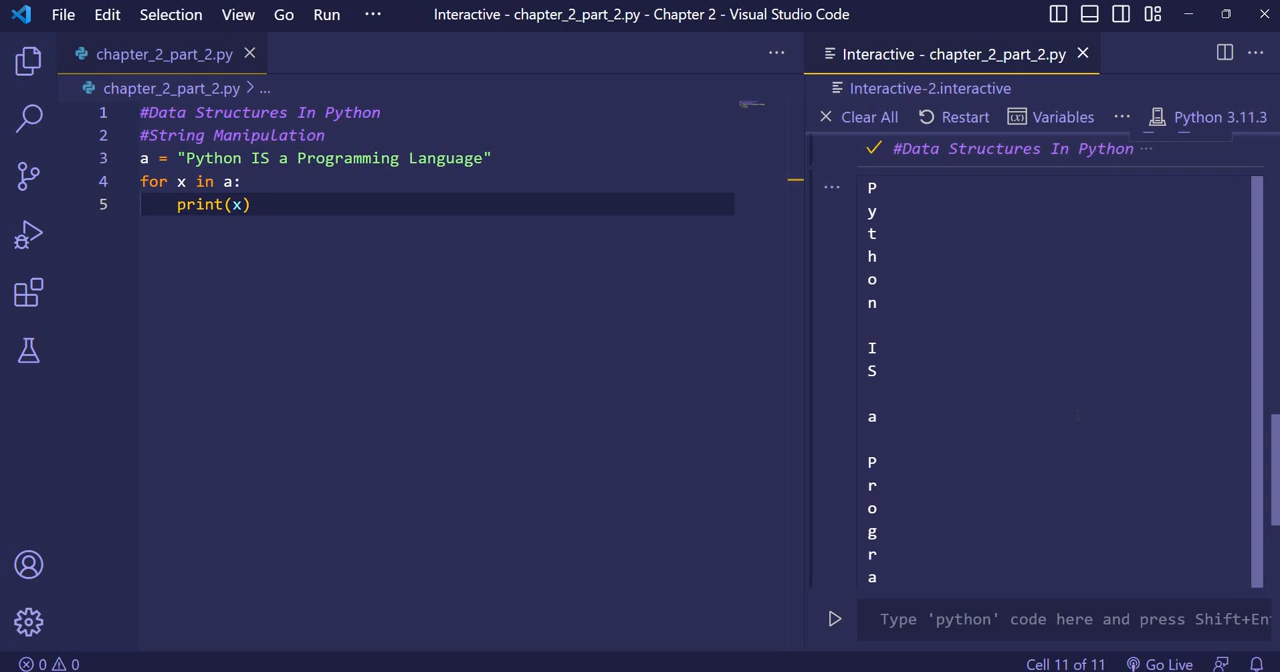 File Edit Selection View Go Run ··· Interactive - chapter_2_part_2.py - Chapter 2 - Visual Studio Code
chapter_2_part_2.py
chapter_2_part_2.py > ...
1 #Data Structures In Python
2 #String Manipulation
3 a = "Python IS a Programming Language"
4 for x in a:
5     print(x)
Interactive - chapter_2_part_2.py
Interactive-2.interactive
Clear All Restart Variables ··· Python 3.11.3
#Data Structures In Python ···
P
y
t
h
o
n
I
S
a
P
r
o
g
r
a
Type 'python' code here and press Shift+En
0 0 Cell 11 of 11 Go Live